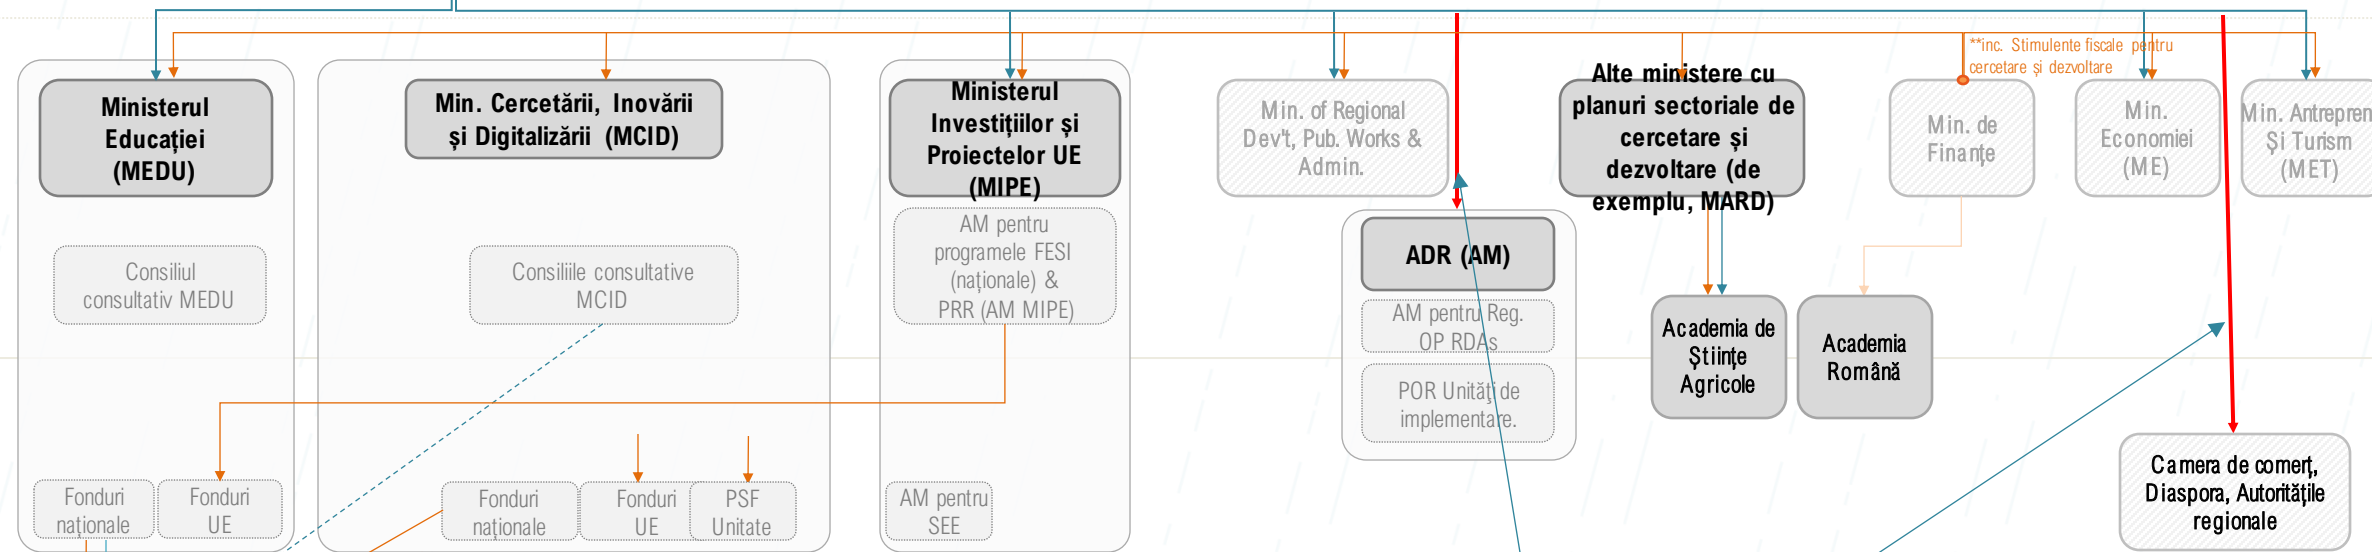 **inc. Stimulente fiscale pentru
cercetare și dezvoltare
Ministerul
Educației
(MEDU)
Min. Cercetării, Inovării
și Digitalizării (MCID)
Ministerul
Investițiilor și
Proiectelor UE
(MIPE)
Min. of Regional
Dev't, Pub. Works &
Admin.
Alte ministere cu
planuri sectoriale de
cercetare și
dezvoltare (de
exemplu, MARD)
Min. de
Finanțe
Min.
Economiei
(ME)
Min. Antrepren
Și Turism
(MET)
Consiliul
consultativ MEDU
Consiliile consultative
MCID
AM pentru
programele FESI
(naționale) &
PRR (AM MIPE)
ADR (AM)
AM pentru Reg.
OP RDAs
POR Unități de
implementare.
Academia de
Științe
Agricole
Academia
Română
Camera de comerț,
Diaspora, Autoritățile
regionale
Fonduri
naționale
Fonduri
UE
Fonduri
naționale
Fonduri
UE
PSF
Unitate
AM pentru
SEE